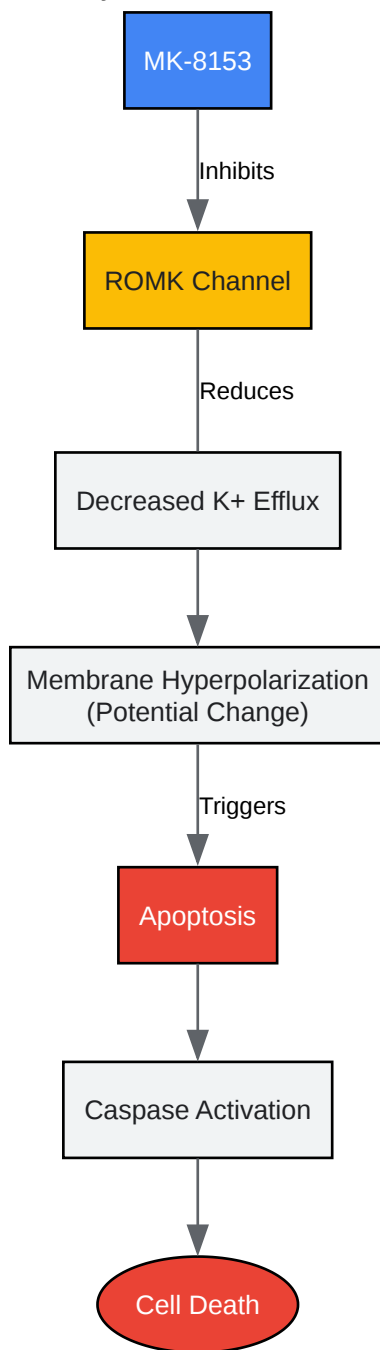 MK-8153
Inhibits
ROMK Channel
Reduces
Decreased K+ Efflux
Membrane Hyperpolarization
(Potential Change)
Triggers
Apoptosis
Caspase Activation
Cell Death